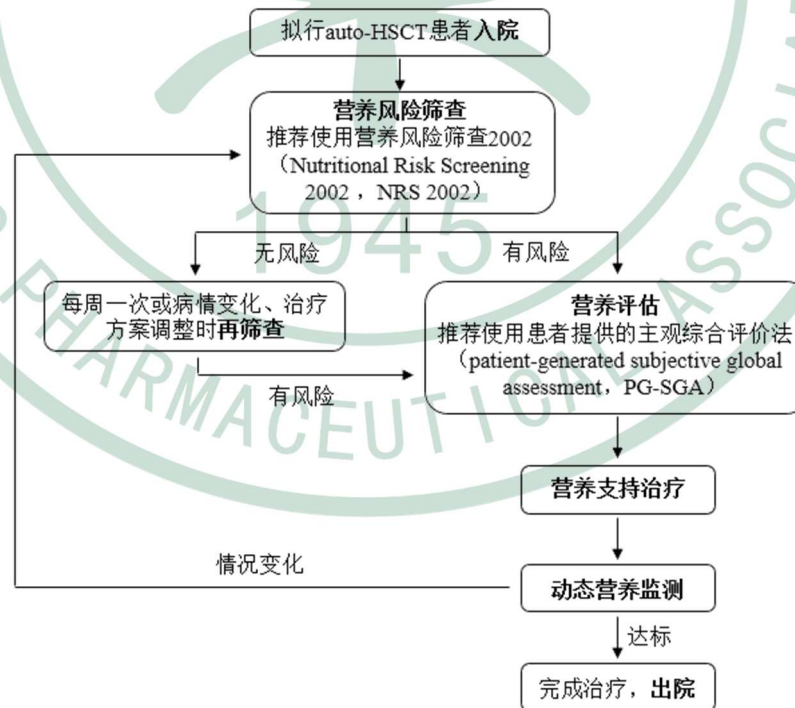 拟行auto-HSCT患者入院
营养风险筛查
推荐使用营养风险筛查2002
（Nutritional Risk Screening
2002 ，NRS 2002）
1945
无风险
有风险
每周一次或病情变化、治疗
方案调整时再筛查
营养评估
推荐使用患者提供的主观综合评价法
（patient-generated subjective global
assessment，PG-SGA）
有风险
PHARMACEUTICAL ASSOCIA
营养支持治疗
情况变化
动态营养监测
达标
完成治疗，出院